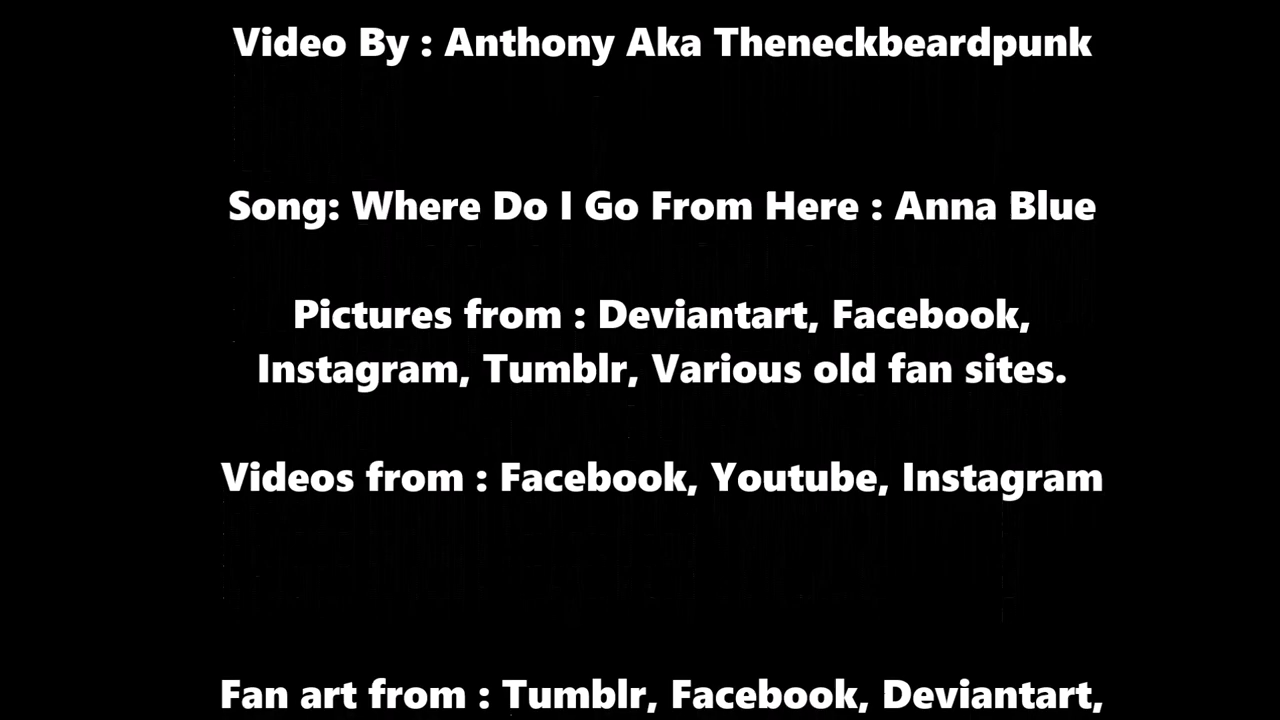 Video By : Anthony Aka Theneckbeardpunk
Song: Where Do I Go From Here : Anna Blue
Pictures from : Deviantart, Facebook,
Instagram, Tumblr, Various old fan sites.
Videos from : Facebook, Youtube, Instagram
Fan art from : Tumblr, Facebook, Deviantart,